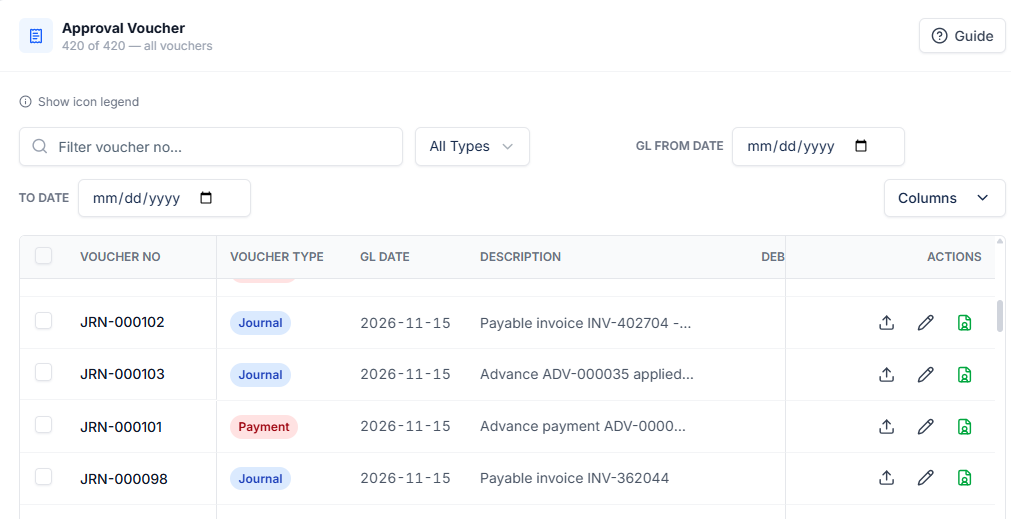 Approval Voucher
420 of 420 — all vouchers
Guide
Show icon legend
Filter voucher no...
All Types
GL FROM DATE
mm/dd/yyyy
TO DATE
mm/dd/yyyy
Columns
VOUCHER NO VOUCHER TYPE GL DATE DESCRIPTION DEB ACTIONS
JRN-000102 Journal 2026-11-15 Payable invoice INV-402704 -...
JRN-000103 Journal 2026-11-15 Advance ADV-000035 applied...
JRN-000101 Payment 2026-11-15 Advance payment ADV-0000...
JRN-000098 Journal 2026-11-15 Payable invoice INV-362044